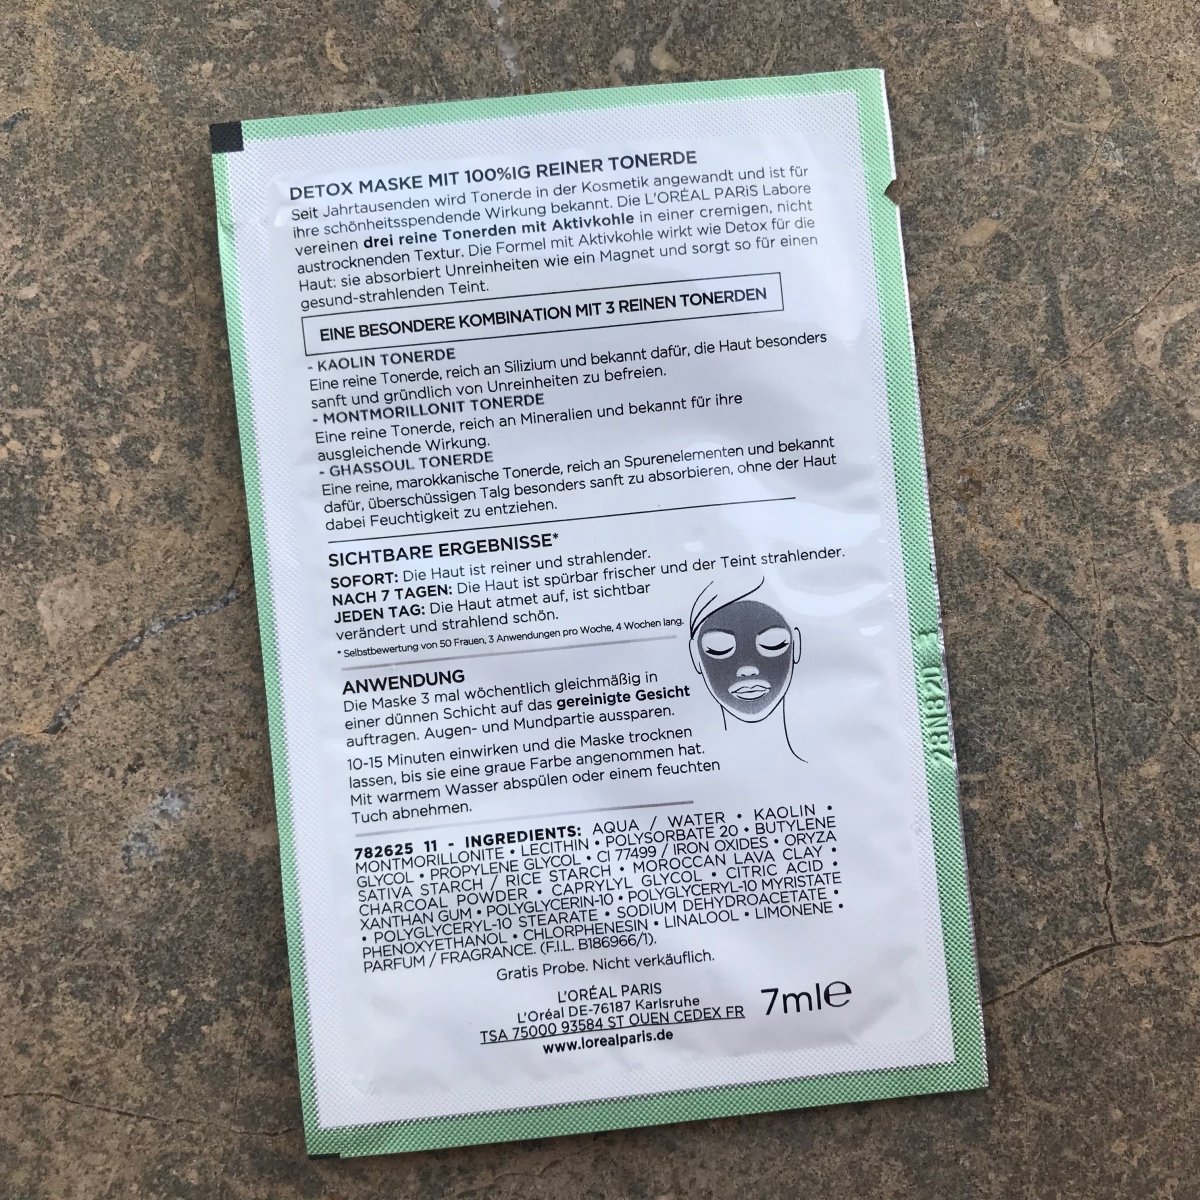 DETOX MASKE MIT 100%IG REINER TONERDE
Seit Jahrtausenden wird Tonerde in der Kosmetik angewandt und ist für
ihre schönheitsspendende Wirkung bekannt. Die L'ORÉAL PARiS Labore
vereinen drei reine Tonerden mit Aktivkohle in einer cremigen, nicht
austrocknenden Textur. Die Formel mit Aktivkohle wirkt wie Detox für die
Haut: sie absorbiert Unreinheiten wie ein Magnet und sorgt so für einen
gesund-strahlenden Teint.
EINE BESONDERE KOMBINATION MIT 3 REINEN TONERDEN
- KAOLIN TONERDE
Eine reine Tonerde, reich an Silizium und bekannt dafür, die Haut besonders
sanft und gründlich von Unreinheiten zu befreien.
- MONTMORILLONIT TONERDE
Eine reine Tonerde, reich an Mineralien und bekannt für ihre
ausgleichende Wirkung.
- GHASSOUL TONERDE
Eine reine, marokkanische Tonerde, reich an Spurenelementen und bekannt
dafür, überschüssigen Talg besonders sanft zu absorbieren, ohne der Haut
dabei Feuchtigkeit zu entziehen.
SICHTBARE ERGEBNISSE*
SOFORT: Die Haut ist reiner und strahlender.
NACH 7 TAGEN: Die Haut ist spürbar frischer und der Teint strahlender.
JEDEN TAG: Die Haut atmet auf, ist sichtbar
verändert und strahlend schön.
* Selbstbewertung von 50 Frauen, 3 Anwendungen pro Woche, 4 Wochen lang.
ANWENDUNG
Die Maske 3 mal wöchentlich gleichmäßig in
einer dünnen Schicht auf das gereinigte Gesicht
auftragen. Augen- und Mundpartie aussparen.
10-15 Minuten einwirken und die Maske trocknen
lassen, bis sie eine graue Farbe angenommen hat.
Mit warmem Wasser abspülen oder einem feuchten
Tuch abnehmen.
782625 11 - INGREDIENTS: AQUA / WATER • KAOLIN •
MONTMORILLONITE • LECITHIN • POLYSORBATE 20 • BUTYLENE
GLYCOL • PROPYLENE GLYCOL • CI 77499 / IRON OXIDES • ORYZA
SATIVA STARCH / RICE STARCH • MOROCCAN LAVA CLAY •
CHARCOAL POWDER • CAPRYLYL GLYCOL • CITRIC ACID •
XANTHAN GUM • POLYGLYCERIN-10 • POLYGLYCERYL-10 MYRISTATE
• POLYGLYCERYL-10 STEARATE • SODIUM DEHYDROACETATE •
PHENOXYETHANOL • CHLORPHENESIN • LINALOOL • LIMONENE •
PARFUM / FRAGRANCE. (F.I.L. B186966/1).
Gratis Probe. Nicht verkäuflich.
L'ORÉAL PARIS
L'Oréal DE-76187 Karlsruhe
TSA 75000 93584 ST OUEN CEDEX FR
www.lorealparis.de
7ml℮